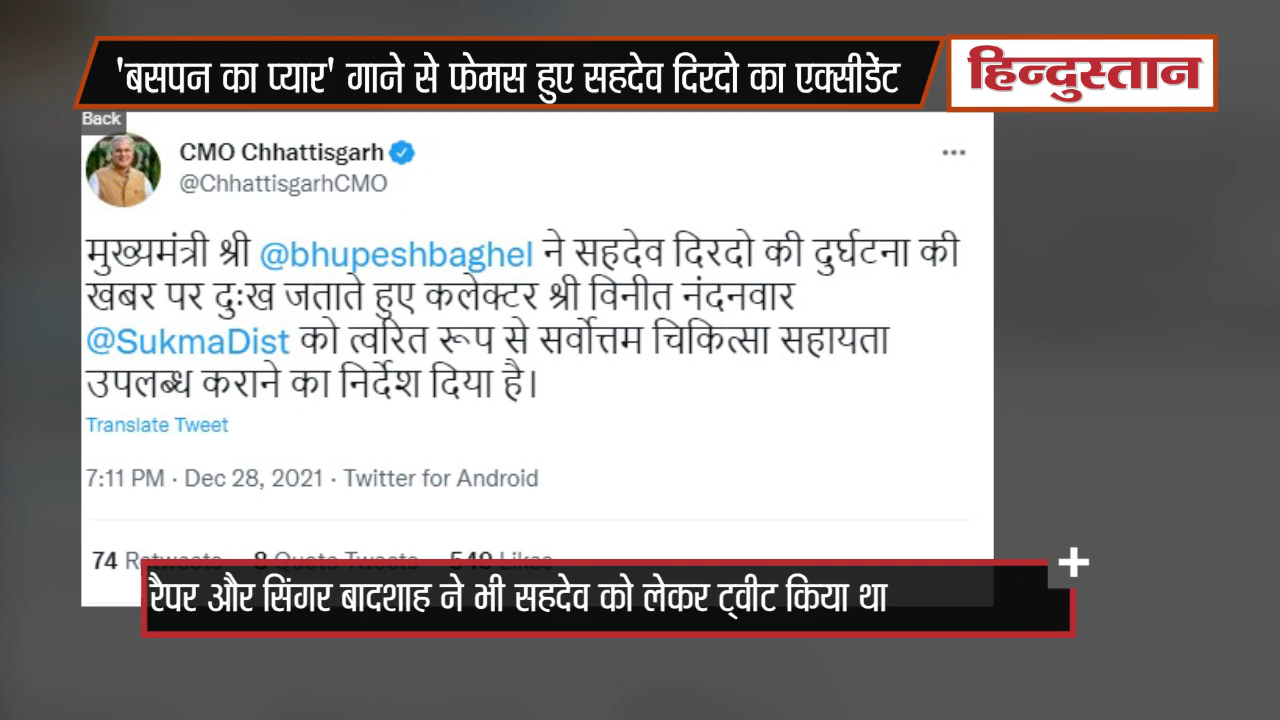 'बसपन का प्यार' गाने से फेमस हुए सहदेव दिरदो का एक्सीडेंट
हिन्दुस्तान
Back
CMO Chhattisgarh
@ChhattisgarhCMO
मुख्यमंत्री श्री @bhupeshbaghel ने सहदेव दिरदो की दुर्घटना की
खबर पर दुःख जताते हुए कलेक्टर श्री विनीत नंदनवार
@SukmaDist को त्वरित रूप से सर्वोत्तम चिकित्सा सहायता
उपलब्ध कराने का निर्देश दिया है।
Translate Tweet
7:11 PM · Dec 28, 2021 · Twitter for Android
74 Retweets 8 Quote Tweets 549 Likes
रैपर और सिंगर बादशाह ने भी सहदेव को लेकर ट्वीट किया था